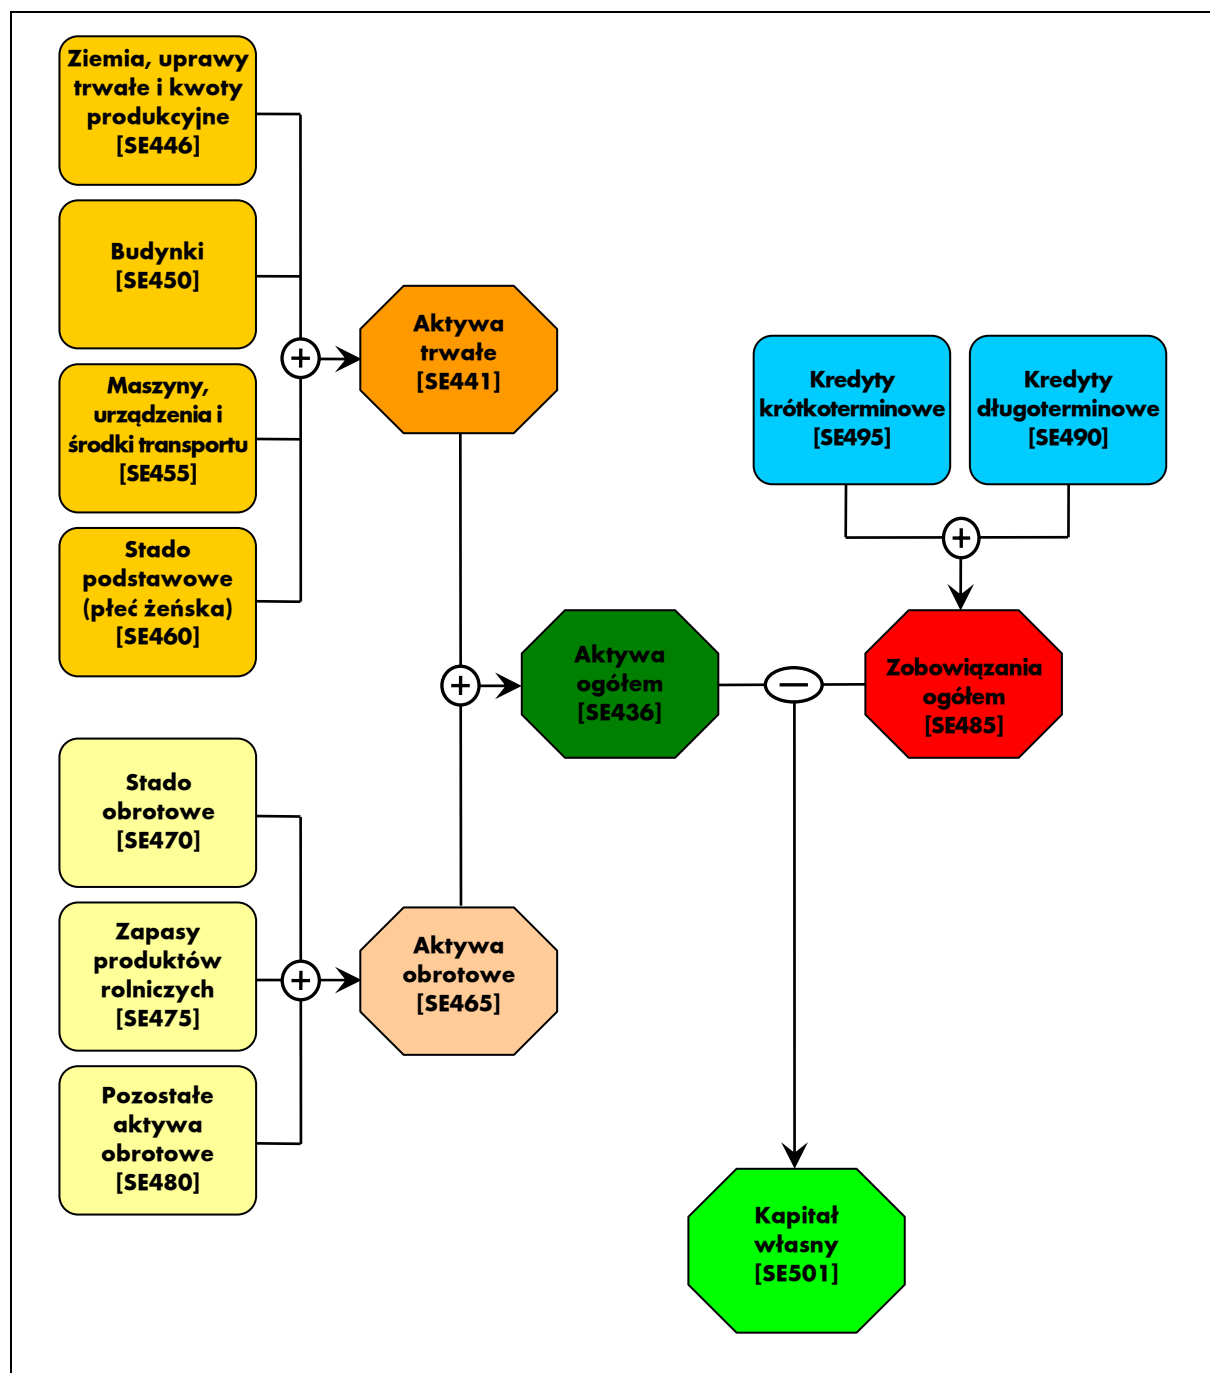 Ziemia, uprawy
trwałe i kwoty
produkcyjne
[SE446]
Budynki
[SE450]
Maszyny,
urządzenia i
środki transportu
[SE455]
Stado
podstawowe
(płeć żeńska)
[SE460]
Aktywa
trwałe
[SE441]
Kredyty
krótkoterminowe
[SE495]
Kredyty
długoterminowe
[SE490]
Aktywa
ogółem
[SE436]
Zobowiązania
ogółem
[SE485]
Stado
obrotowe
[SE470]
Zapasy
produktów
rolniczych
[SE475]
Pozostałe
aktywa
obrotowe
[SE480]
Aktywa
obrotowe
[SE465]
Kapitał
własny
[SE501]